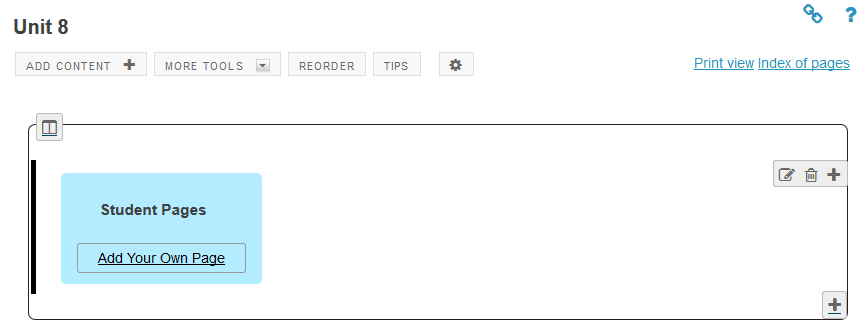 Unit 8
ADD CONTENT
MORE TOOLS
REORDER
TIPS
Print view Index of pages
Student Pages
Add Your Own Page